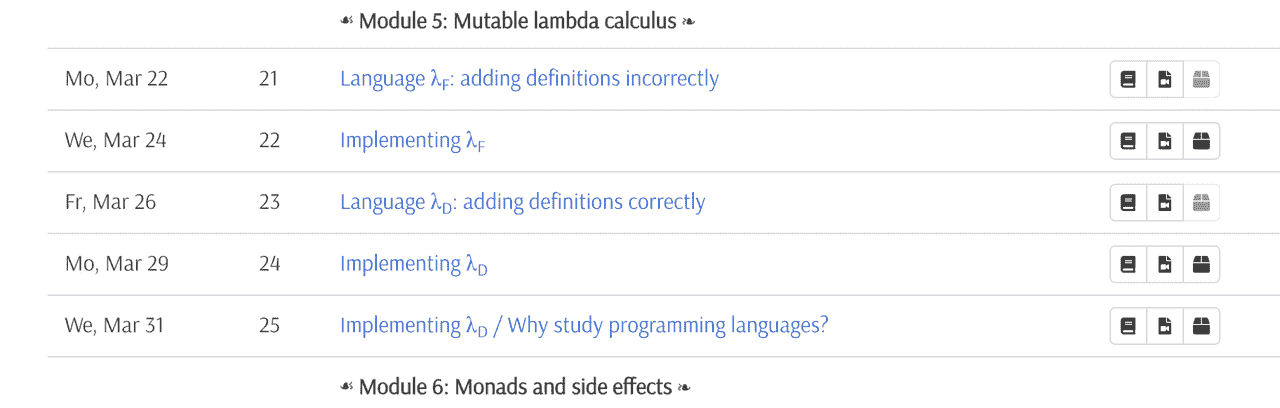 ☙ Module 5: Mutable lambda calculus ❧
Mo, Mar 22 21 Language λF: adding definitions incorrectly
We, Mar 24 22 Implementing λF
Fr, Mar 26 23 Language λD: adding definitions correctly
Mo, Mar 29 24 Implementing λD
We, Mar 31 25 Implementing λD / Why study programming languages?
☙ Module 6: Monads and side effects ❧